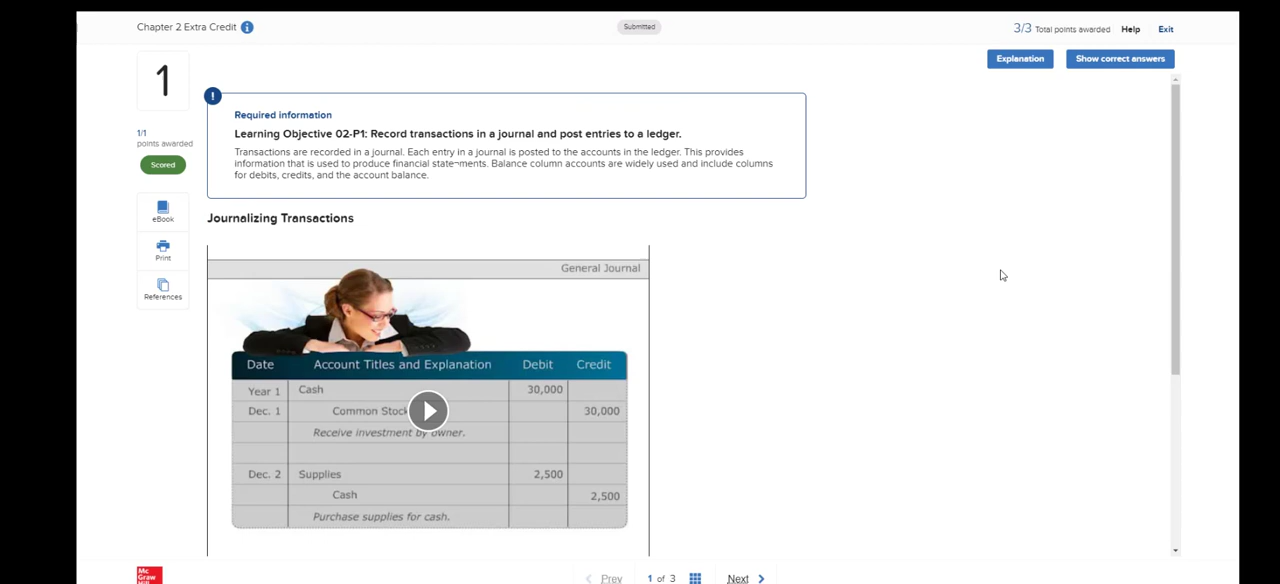 Chapter 2 Extra Credit
Submitted
3/3 Total points awarded
Help
Exit
Explanation
Show correct answers
1
1/1
points awarded
Scored
eBook
Print
References
Required information
Learning Objective 02-P1: Record transactions in a journal and post entries to a ledger.
Transactions are recorded in a journal. Each entry in a journal is posted to the accounts in the ledger. This provides
information that is used to produce financial state¬ments. Balance column accounts are widely used and include columns
for debits, credits, and the account balance.
Journalizing Transactions
General Journal
Date Account Titles and Explanation Debit Credit
Year 1 Cash 30,000
Dec. 1 Common Stock 30,000
Receive investment by owner.
Dec. 2 Supplies 2,500
Cash 2,500
Purchase supplies for cash.
Mc
Graw
Hill
Prev 1 of 3 Next